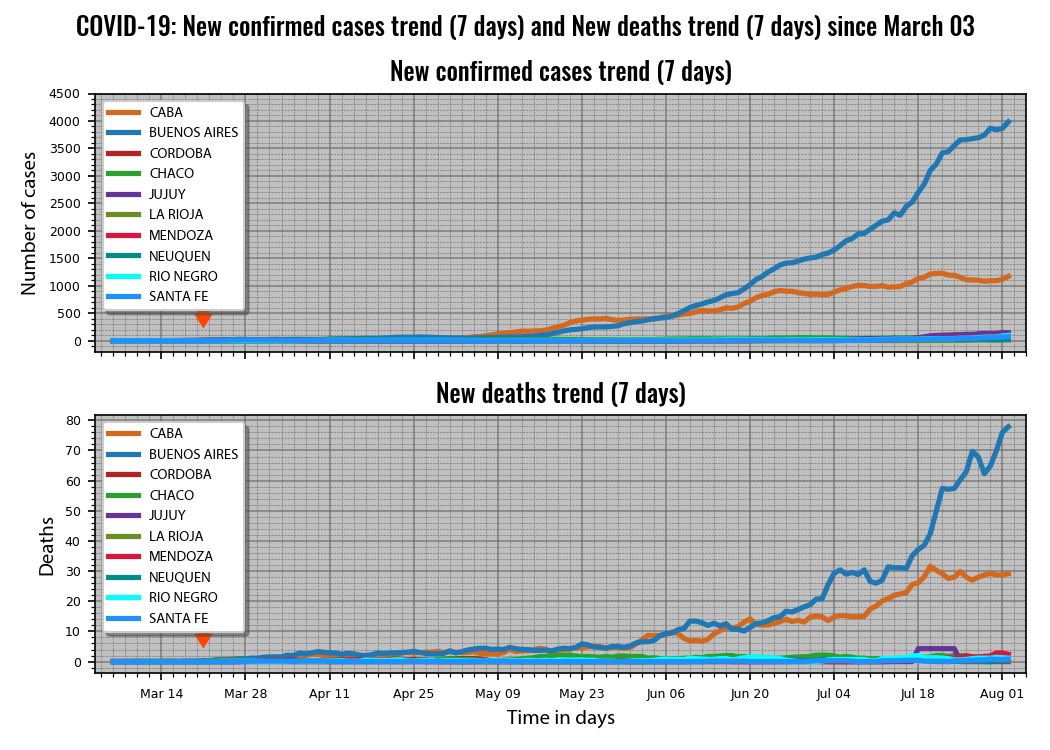 COVID-19: New confirmed cases trend (7 days) and New deaths trend (7 days) since March 03
New confirmed cases trend (7 days)
Number of cases
4500
4000
3500
3000
2500
2000
1500
1000
500
0
CABA
BUENOS AIRES
CORDOBA
CHACO
JUJUY
LA RIOJA
MENDOZA
NEUQUEN
RIO NEGRO
SANTA FE
New deaths trend (7 days)
Deaths
80
70
60
50
40
30
20
10
0
CABA
BUENOS AIRES
CORDOBA
CHACO
JUJUY
LA RIOJA
MENDOZA
NEUQUEN
RIO NEGRO
SANTA FE
Mar 14 Mar 28 Apr 11 Apr 25 May 09 May 23 Jun 06 Jun 20 Jul 04 Jul 18 Aug 01
Time in days